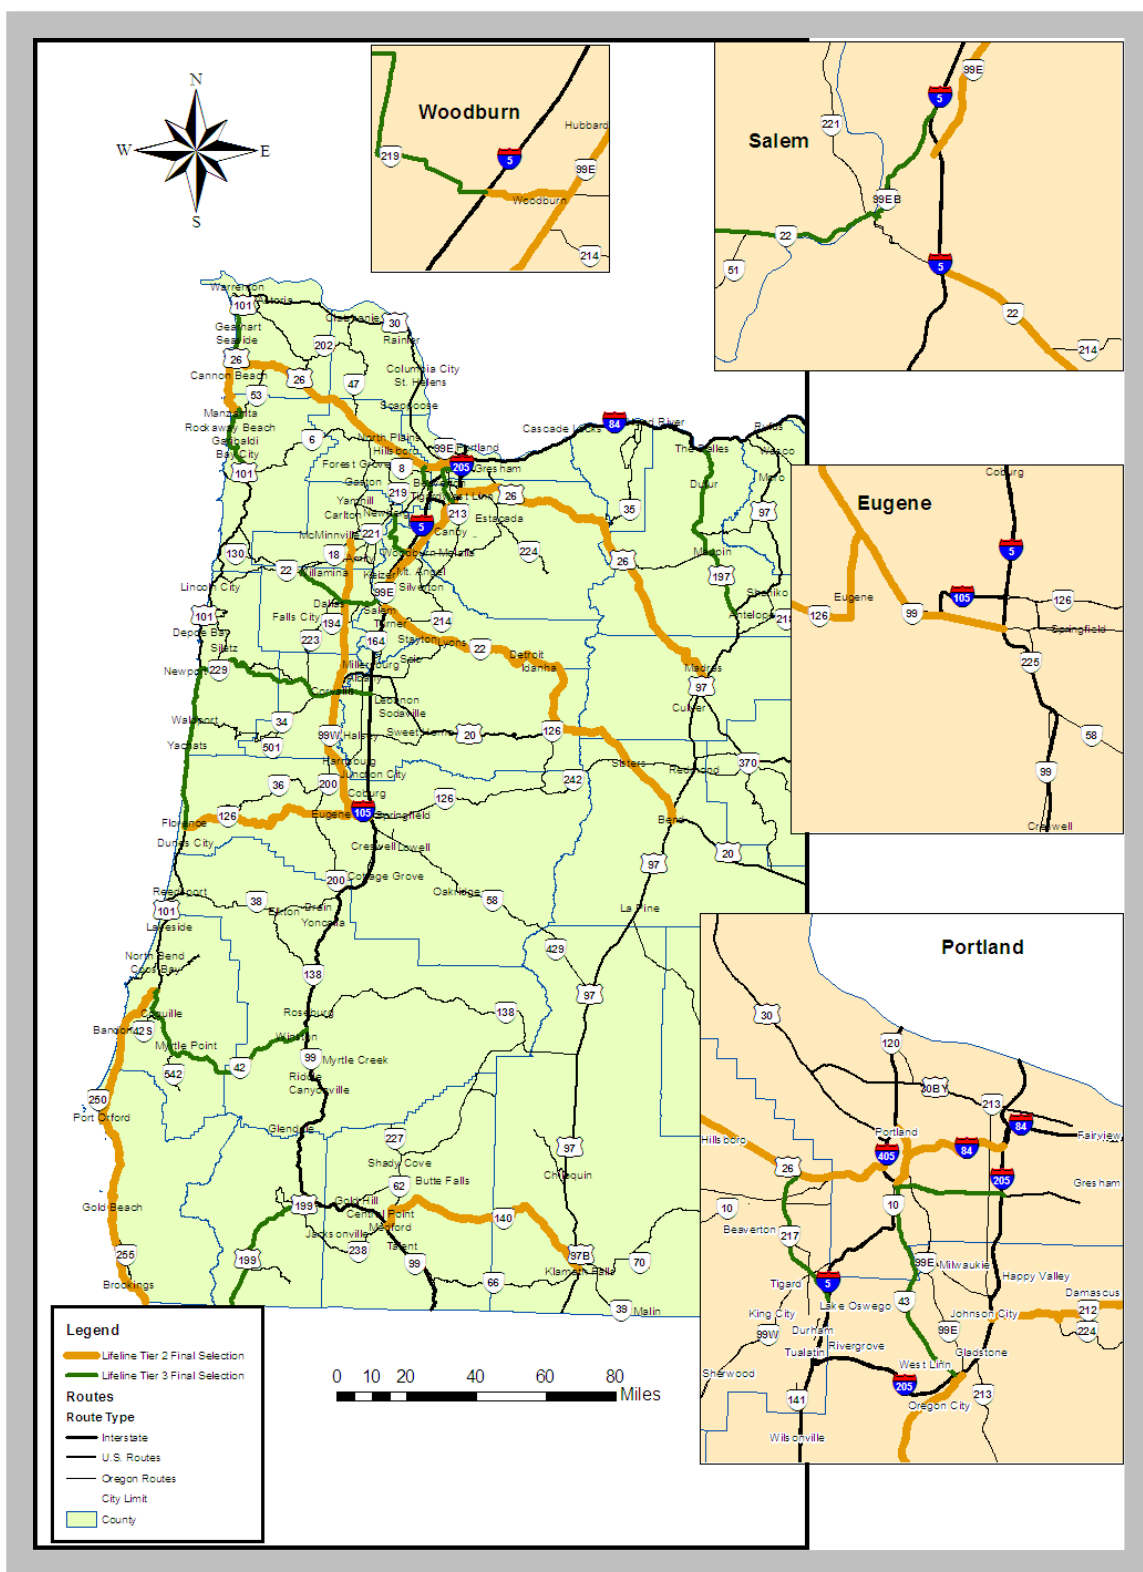 N
W
E
S
Woodburn
Hubbard
5
219
99E
Woodburn
214
Salem
99E
5
221
99EB
22
51
5
22
214
Warrenton
Astoria
101
Clatskanie
30
Gearhart
Seaside
Rainier
202
26
Cannon Beach
26
Columbia City
St. Helens
47
53
Scappoose
Manzanita
Rockaway Beach
Garibaldi
Bay City
6
North Plains
Hillsboro
99E
Portland
Cascade Locks
84
Hood River
Rufus
The Dalles
Wasco
101
Forest Grove
8
205
Gresham
Gaston
219
Tigard
West Linn
26
Dufur
Moro
35
97
Yamhill
Carlton
Newberg
5
213
Estacada
McMinnville
221
Canby
18
Amity
Woodburn
Molalla
224
26
Maupin
130
22
Willamina
Keizer
Mt. Angel
Silverton
197
Lincoln City
99E
Shaniko
Dallas
Salem
Antelope
218
101
Falls City
194
Turner
214
Depoe Bay
223
164
Stayton
Lyons
22
Detroit
Idanha
Siletz
Scio
Newport
229
Millersburg
Albany
Madras
97
Corvallis
Lebanon
Sodaville
Culver
Waldport
34
99W
Halsey
Sweet Home
20
126
Yachats
501
Harrisburg
Sisters
Redmond
370
Junction City
36
200
Coburg
242
126
126
Florence
Eugene
105
Springfield
Bend
Dunes City
Creswell
Lowell
20
97
200
Cottage Grove
Reedsport
38
Oakridge
58
Drain
Elkton
La Pine
101
Lakeside
Yoncalla
429
North Bend
Coos Bay
138
97
Coquille
Roseburg
138
Bandon
42S
Winston
Myrtle Point
99
Myrtle Creek
542
42
Riddle
Canyonville
250
Port Orford
Glendale
227
97
Shady Cove
Chiloquin
62
Butte Falls
Gold Beach
199
Gold Hill
Central Point
140
Medford
Jacksonville
255
199
238
Talent
99
97B
Klamath Falls
70
66
Brookings
39
Malin
Eugene
Coburg
5
Eugene
105
126
126
99
Springfield
225
58
99
Creswell
Portland
30
120
30BY
213
Portland
84
Fairview
Hillsboro
405
84
26
205
Gresham
10
10
Beaverton
217
99E
Milwaukie
Tigard
5
Happy Valley
Lake Oswego
43
Damascus
King City
Johnson City
212
99W
Durham
99E
224
Tualatin
Rivergrove
Gladstone
Sherwood
West Linn
205
213
141
Oregon City
Wilsonville
Legend
Lifeline Tier 2 Final Selection
Lifeline Tier 3 Final Selection
Routes
Route Type
Interstate
U.S. Routes
Oregon Routes
City Limit
County
0 10 20 40 60 80
Miles